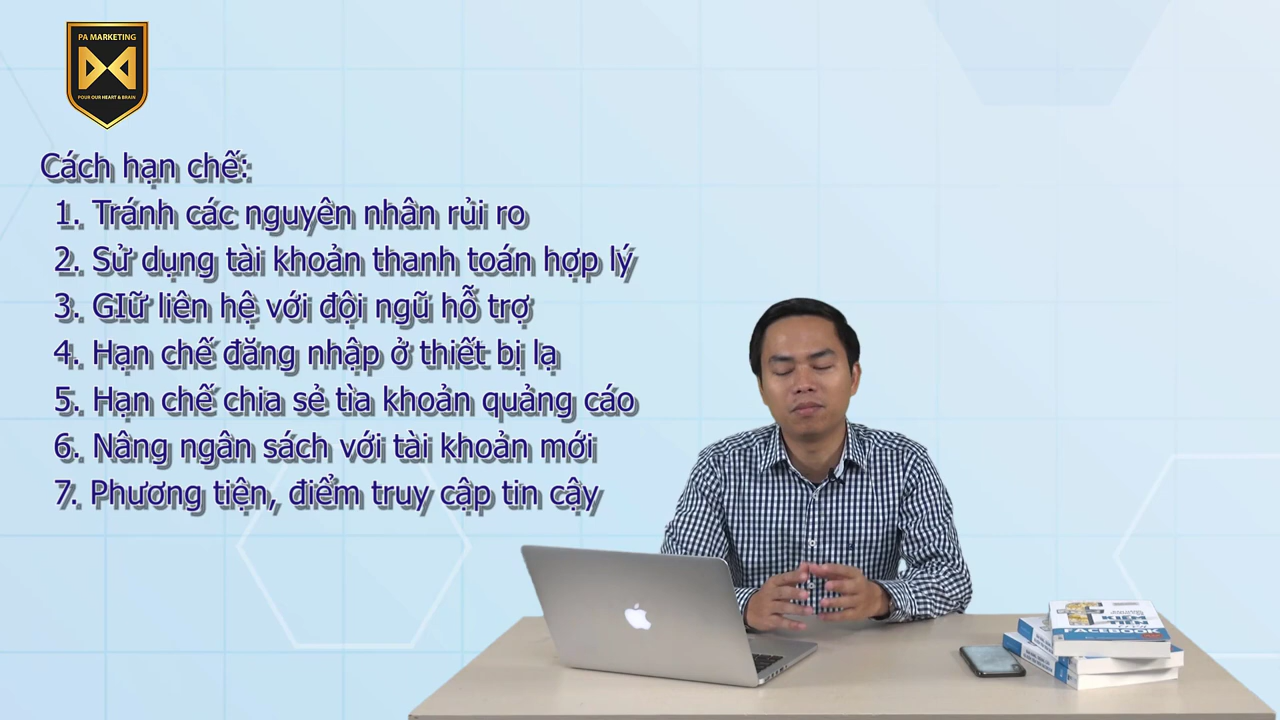 PA MARKETING
POUR OUR HEART & BRAIN
Cách hạn chế:
1. Tránh các nguyên nhân rủi ro
2. Sử dụng tài khoản thanh toán hợp lý
3. GIữ liên hệ với đội ngũ hỗ trợ
4. Hạn chế đăng nhập ở thiết bị lạ
5. Hạn chế chia sẻ tìa khoản quảng cáo
6. Nâng ngân sách với tài khoản mới
7. Phương tiện, điểm truy cập tin cậy
KIẾM
TIỀN
FACEBOOK